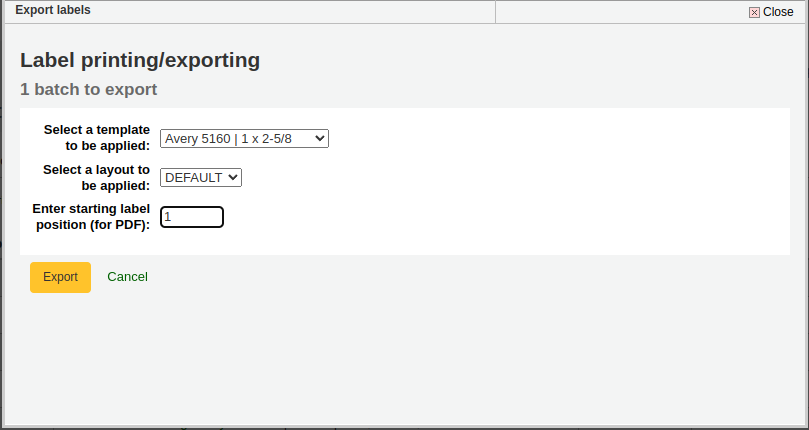 Export labels
Close
Label printing/exporting
1 batch to export
Select a template
to be applied:
Avery 5160 | 1 x 2-5/8
Select a layout to
be applied:
DEFAULT
Enter starting label
position (for PDF):
1
Export
Cancel